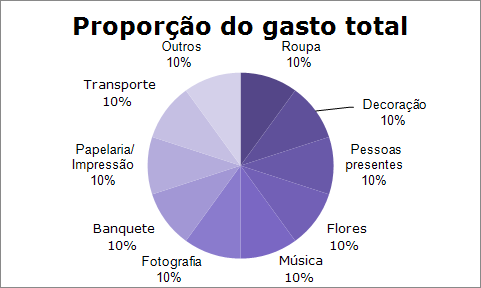 Proporção do gasto total
Roupa
10%
Decoração
10%
Pessoas
presentes
10%
Flores
10%
Música
10%
Fotografia
10%
Banquete
10%
Papelaria/
Impressão
10%
Transporte
10%
Outros
10%